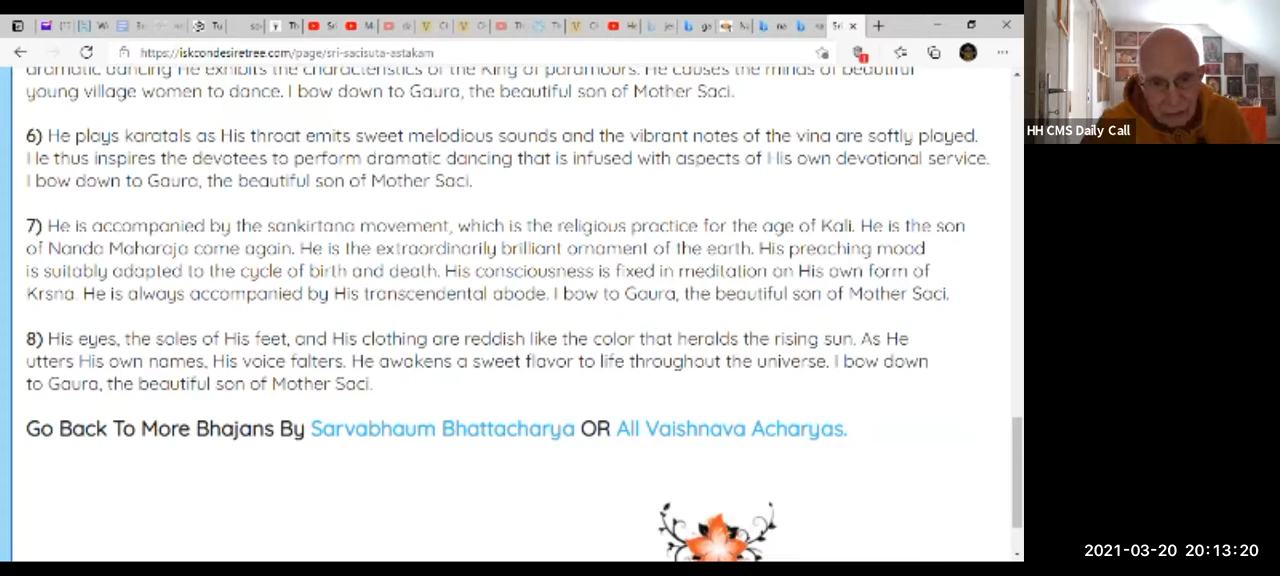 https://iskcondesiretree.com/page/sri-sacisuta-astakam
dramatic dancing He exhibits the characteristics of the King of paramours. He causes the minds of beautiful
young village women to dance. I bow down to Gaura, the beautiful son of Mother Saci.
6) He plays karatals as His throat emits sweet melodious sounds and the vibrant notes of the vina are softly played.
He thus inspires the devotees to perform dramatic dancing that is infused with aspects of His own devotional service.
I bow down to Gaura, the beautiful son of Mother Saci.
7) He is accompanied by the sankirtana movement, which is the religious practice for the age of Kali. He is the son
of Nanda Maharaja come again. He is the extraordinarily brilliant ornament of the earth. His preaching mood
is suitably adapted to the cycle of birth and death. His consciousness is fixed in meditation on His own form of
Krsna. He is always accompanied by His transcendental abode. I bow to Gaura, the beautiful son of Mother Saci.
8) His eyes, the soles of His feet, and His clothing are reddish like the color that heralds the rising sun. As He
utters His own names, His voice falters. He awakens a sweet flavor to life throughout the universe. I bow down
to Gaura, the beautiful son of Mother Saci.
Go Back To More Bhajans By Sarvabhaum Bhattacharya OR All Vaishnava Acharyas.
HH CMS Daily Call
2021-03-20 20:13:20